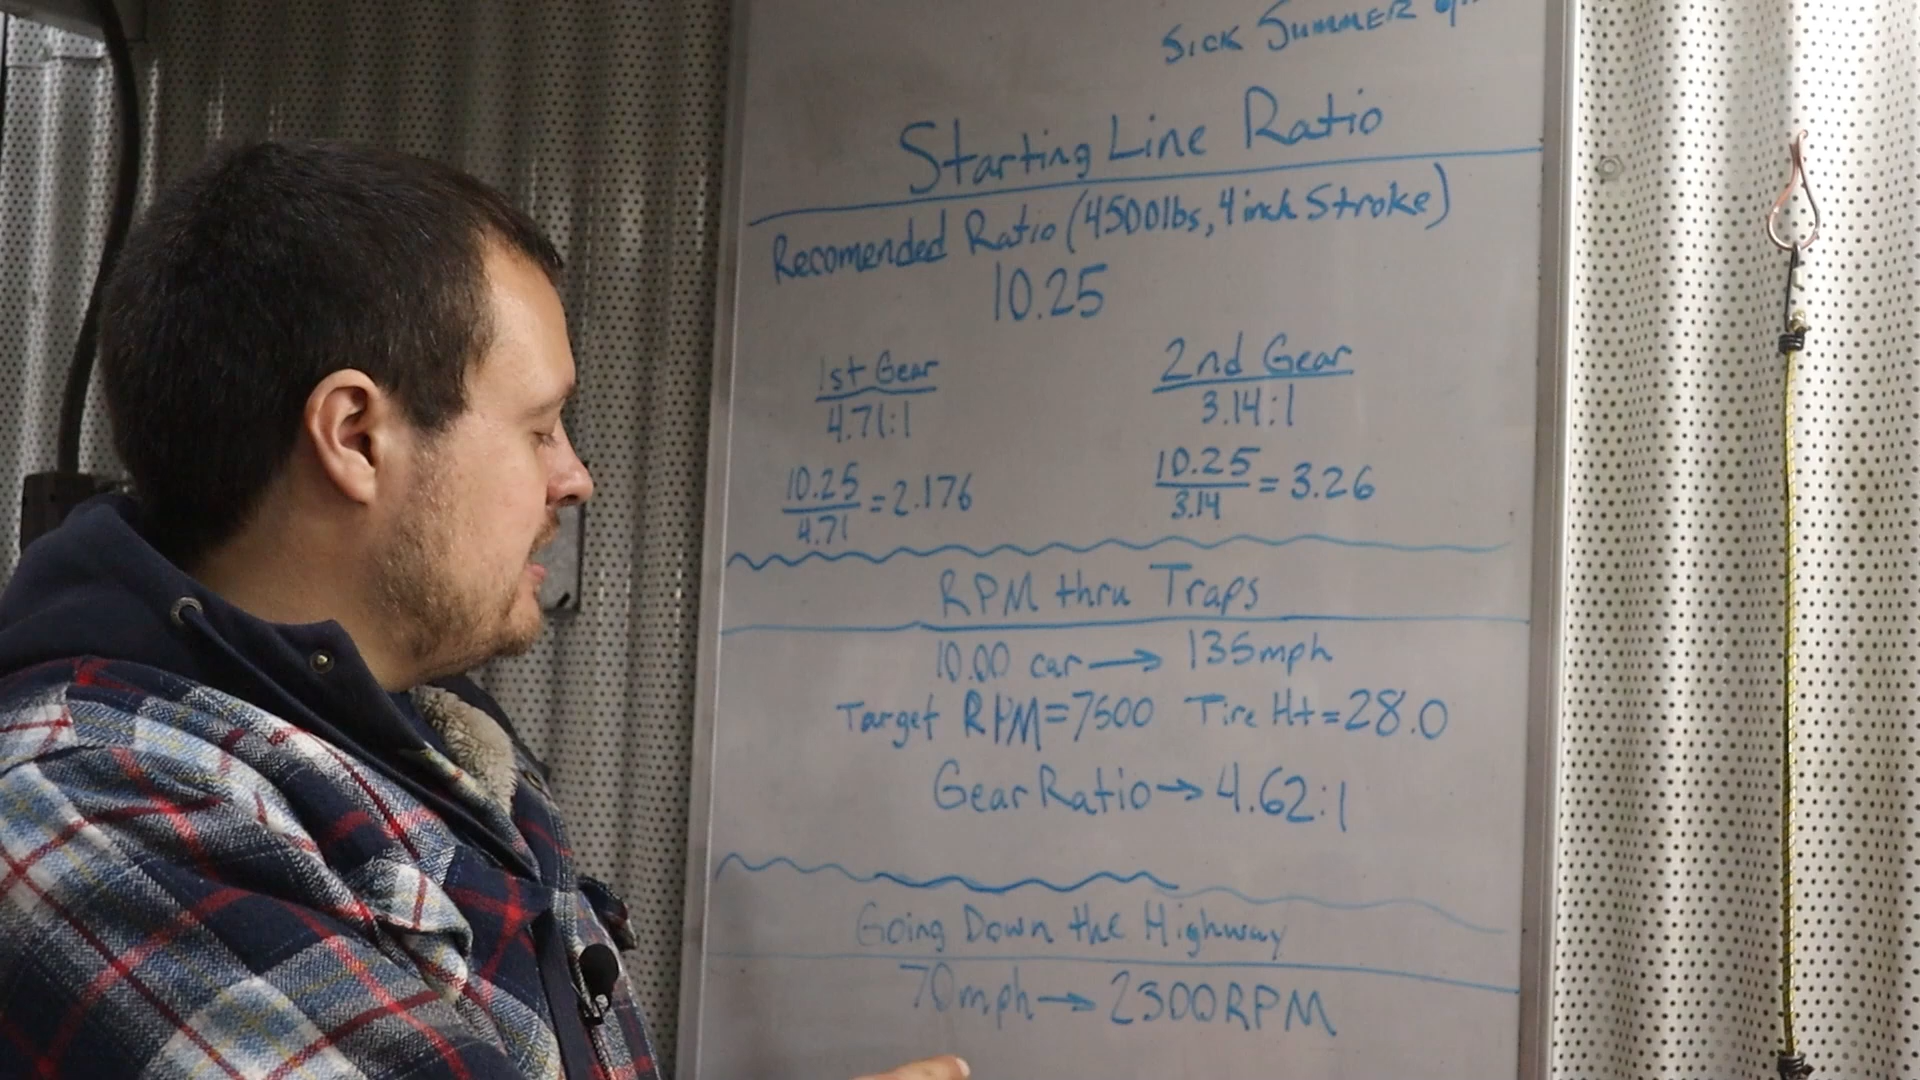 Sick Summer
Starting Line Ratio
Recomended Ratio (4500lbs, 4 inch Stroke)
10.25
1st Gear
4.71:1
10.25
4.71
=2.176
2nd Gear
3.14:1
10.25
3.14
=3.26
RPM thru Traps
10.00 car → 135mph
Target RPM=7500 Tire Ht=28.0
Gear Ratio → 4.62:1
Going Down the Highway
70mph → 2300RPM